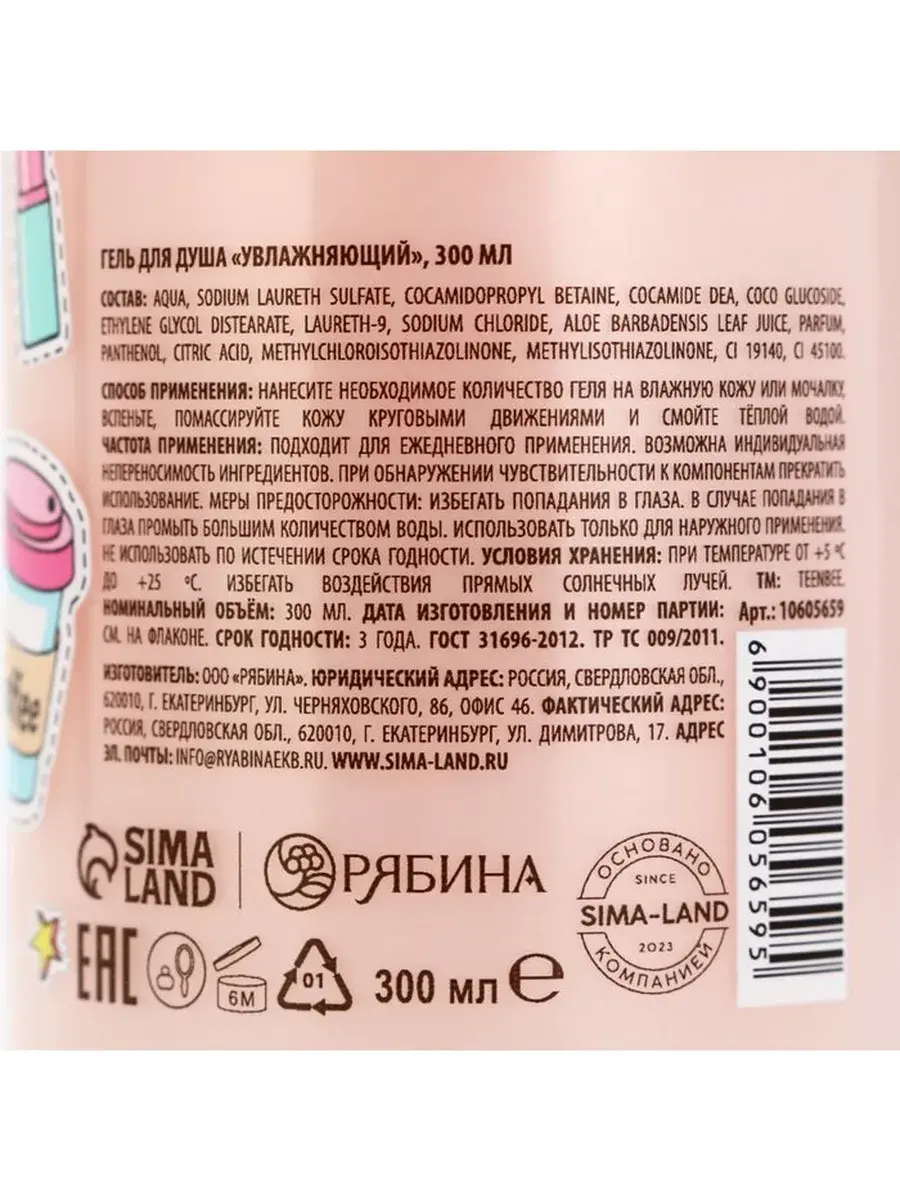 ГЕЛЬ ДЛЯ ДУША «УВЛАЖНЯЮЩИЙ», 300 МЛ
СОСТАВ: AQUA, SODIUM LAURETH SULFATE, COCAMIDOPROPYL BETAINE, COCAMIDE DEA, COCO GLUCOSIDE,
ETHYLENE GLYCOL DISTEARATE, LAURETH-9, SODIUM CHLORIDE, ALOE BARBADENSIS LEAF JUICE, PARFUM,
PANTHENOL, CITRIC ACID, METHYLCHLOROISOTHIAZOLINONE, METHYLISOTHIAZOLINONE, CI 19140, CI 45100.
СПОСОБ ПРИМЕНЕНИЯ: НАНЕСИТЕ НЕОБХОДИМОЕ КОЛИЧЕСТВО ГЕЛЯ НА ВЛАЖНУЮ КОЖУ ИЛИ МОЧАЛКУ,
ВСПЕНЬТЕ, ПОМАССИРУЙТЕ КОЖУ КРУГОВЫМИ ДВИЖЕНИЯМИ И СМОЙТЕ ТЁПЛОЙ ВОДОЙ.
ЧАСТОТА ПРИМЕНЕНИЯ: ПОДХОДИТ ДЛЯ ЕЖЕДНЕВНОГО ПРИМЕНЕНИЯ. ВОЗМОЖНА ИНДИВИДУАЛЬНАЯ
НЕПЕРЕНОСИМОСТЬ ИНГРЕДИЕНТОВ. ПРИ ОБНАРУЖЕНИИ ЧУВСТВИТЕЛЬНОСТИ К КОМПОНЕНТАМ ПРЕКРАТИТЬ
ИСПОЛЬЗОВАНИЕ. МЕРЫ ПРЕДОСТОРОЖНОСТИ: ИЗБЕГАТЬ ПОПАДАНИЯ В ГЛАЗА. В СЛУЧАЕ ПОПАДАНИЯ В
ГЛАЗА ПРОМЫТЬ БОЛЬШИМ КОЛИЧЕСТВОМ ВОДЫ. ИСПОЛЬЗОВАТЬ ТОЛЬКО ДЛЯ НАРУЖНОГО ПРИМЕНЕНИЯ.
НЕ ИСПОЛЬЗОВАТЬ ПО ИСТЕЧЕНИИ СРОКА ГОДНОСТИ. УСЛОВИЯ ХРАНЕНИЯ: ПРИ ТЕМПЕРАТУРЕ ОТ +5 ºС
ДО +25 ºС. ИЗБЕГАТЬ ВОЗДЕЙСТВИЯ ПРЯМЫХ СОЛНЕЧНЫХ ЛУЧЕЙ. ТМ: TEENBEE.
НОМИНАЛЬНЫЙ ОБЪЁМ: 300 МЛ. ДАТА ИЗГОТОВЛЕНИЯ И НОМЕР ПАРТИИ: Арт.: 10605659
СМ. НА ФЛАКОНЕ. СРОК ГОДНОСТИ: 3 ГОДА. ГОСТ 31696-2012. ТР ТС 009/2011.
ИЗГОТОВИТЕЛЬ: ООО «РЯБИНА». ЮРИДИЧЕСКИЙ АДРЕС: РОССИЯ, СВЕРДЛОВСКАЯ ОБЛ.,
620010, Г. ЕКАТЕРИНБУРГ, УЛ. ЧЕРНЯХОВСКОГО, 86, ОФИС 46. ФАКТИЧЕСКИЙ АДРЕС:
РОССИЯ, СВЕРДЛОВСКАЯ ОБЛ., 620010, Г. ЕКАТЕРИНБУРГ, УЛ. ДИМИТРОВА, 17. АДРЕС
ЭЛ. ПОЧТЫ: INFO@RYABINAEKB.RU. WWW.SIMA-LAND.RU
6900106056595
SIMA
LAND
РЯБИНА
ОСНОВАНО
SINCE
SIMA-LAND
2023
КОМПАНИЕЙ
EAC
6M
01
300 мл e